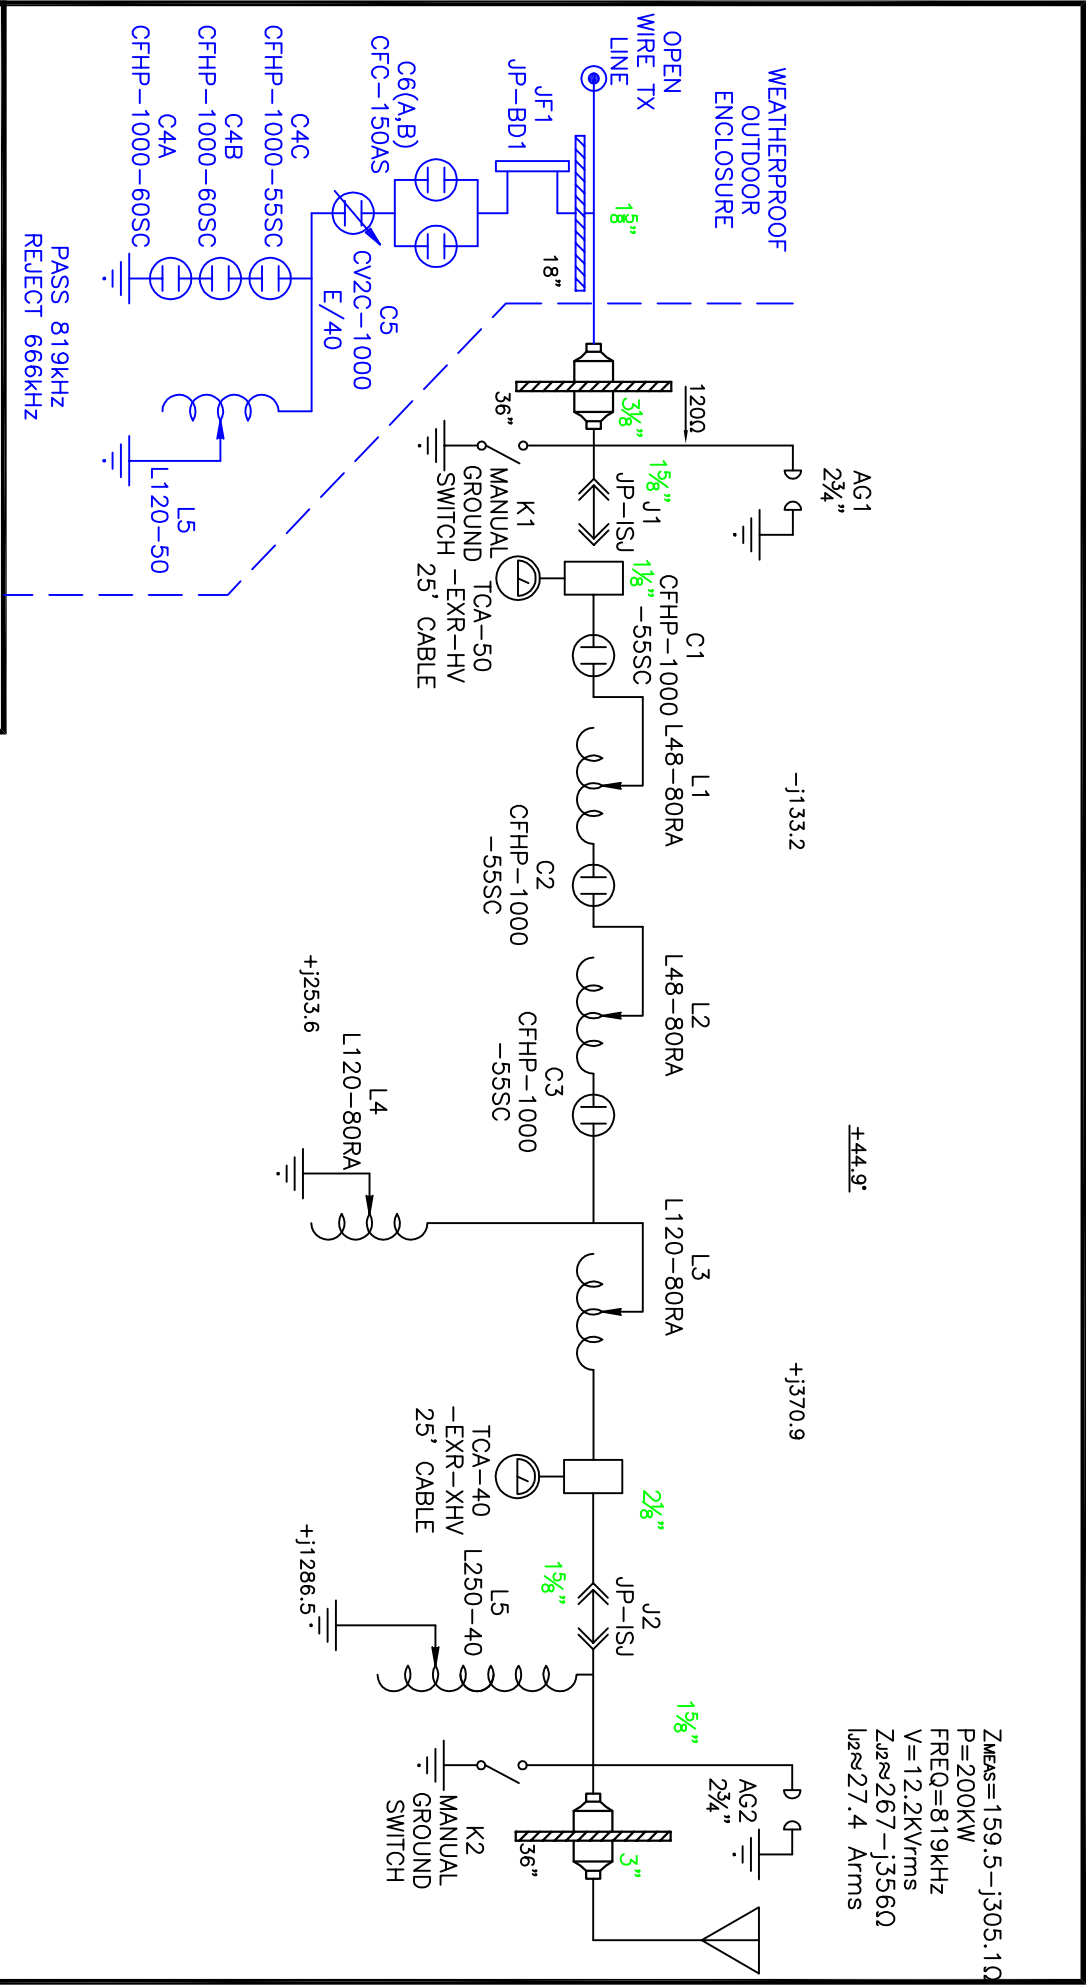 WEATHERPROOF
OUTDOOR
ENCLOSURE
OPEN
WIRE TX
LINE
1⅝"
18"
JF1
JP-BD1
C6(A,B)
CFC-150AS
C5
CV2C-1000
E/40
C4C
CFHP-1000-55SC
C4B
CFHP-1000-60SC
C4A
CFHP-1000-60SC
L5
L120-50
PASS 819kHz
REJECT 666kHz
3⅛"
36"
120Ω
AG1
2¾"
K1
MANUAL
GROUND
SWITCH
1⅝"
J1
JP-ISJ
1⅛"
TCA-50
-EXR-HV
25' CABLE
C1
CFHP-1000
-55SC
L1
L48-80RA
-j133.2
C2
CFHP-1000
-55SC
L2
L48-80RA
C3
CFHP-1000
-55SC
+44.9°
+j253.6
L4
L120-80RA
L3
L120-80RA
+j370.9
TCA-40
-EXR-XHV
25' CABLE
2⅛"
1⅝"
J2
JP-ISJ
L5
L250-40
+j1286.5
1⅝"
AG2
2¾"
K2
MANUAL
GROUND
SWITCH
3"
36"
ZMEAS=159.5-j305.1Ω
P=200KW
FREQ=819kHz
V=12.2KVrms
ZJ2≈267-j356Ω
IJ2≈27.4 Arms